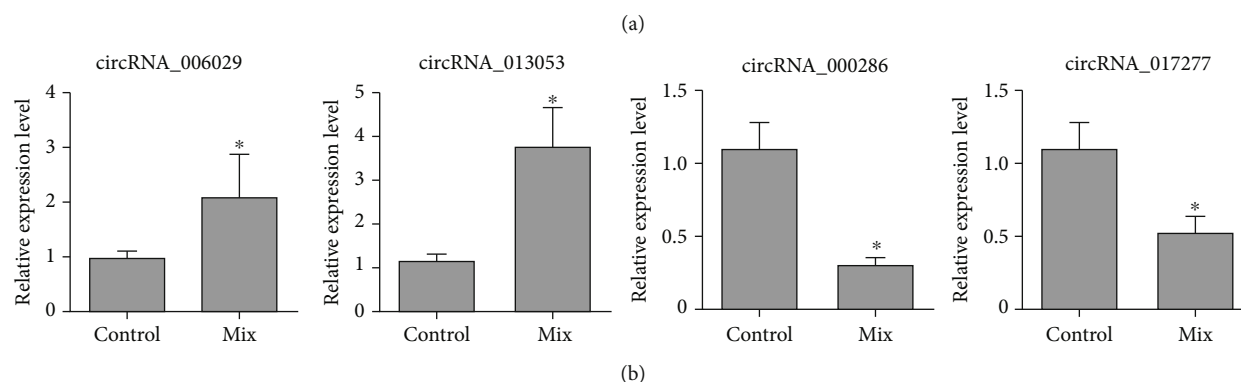 (a)
circRNA_006029
Relative expression level
4
3
2
1
0
*
Control
Mix
circRNA_013053
Relative expression level
5
4
3
2
1
0
*
Control
Mix
circRNA_000286
Relative expression level
1.5
1.0
0.5
0
*
Control
Mix
circRNA_017277
Relative expression level
1.5
1.0
0.5
0
*
Control
Mix
(b)